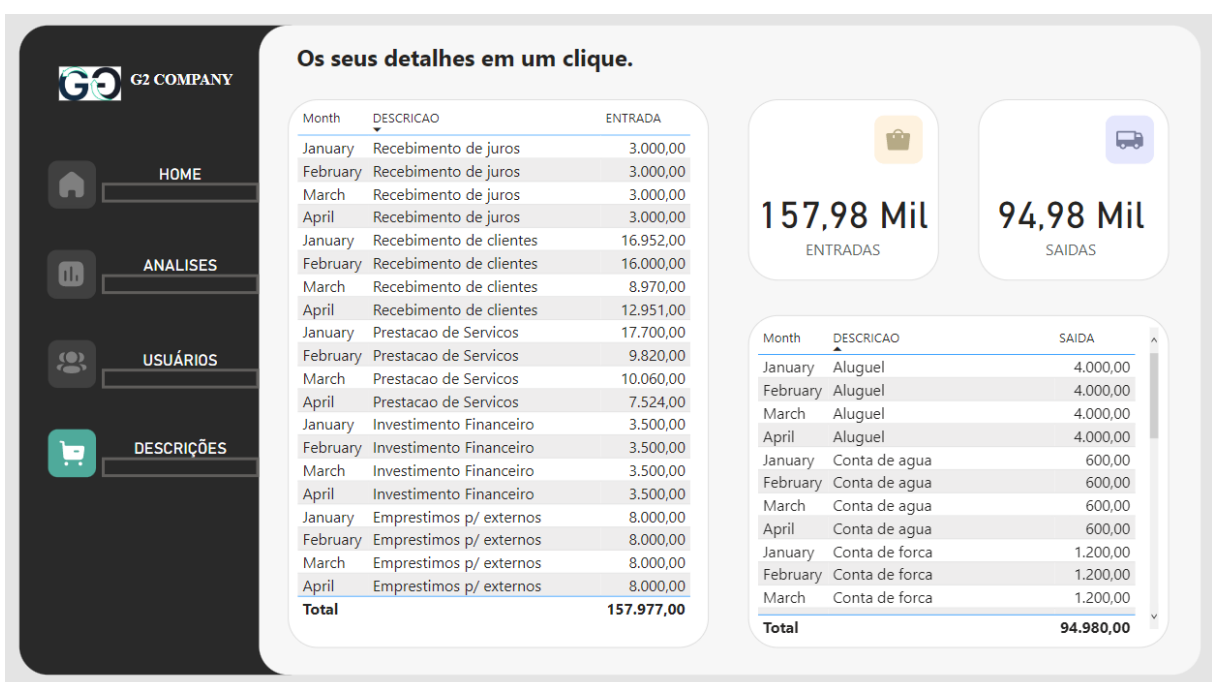 G2 COMPANY
HOME
ANALISES
USUÁRIOS
DESCRIÇÕES
Os seus detalhes em um clique.
Month DESCRICAO ENTRADA
January Recebimento de juros 3.000,00
February Recebimento de juros 3.000,00
March Recebimento de juros 3.000,00
April Recebimento de juros 3.000,00
January Recebimento de clientes 16.952,00
February Recebimento de clientes 16.000,00
March Recebimento de clientes 8.970,00
April Recebimento de clientes 12.951,00
January Prestacao de Servicos 17.700,00
February Prestacao de Servicos 9.820,00
March Prestacao de Servicos 10.060,00
April Prestacao de Servicos 7.524,00
January Investimento Financeiro 3.500,00
February Investimento Financeiro 3.500,00
March Investimento Financeiro 3.500,00
April Investimento Financeiro 3.500,00
January Emprestimos p/ externos 8.000,00
February Emprestimos p/ externos 8.000,00
March Emprestimos p/ externos 8.000,00
April Emprestimos p/ externos 8.000,00
Total 157.977,00
157,98 Mil
ENTRADAS
94,98 Mil
SAIDAS
Month DESCRICAO SAIDA
January Aluguel 4.000,00
February Aluguel 4.000,00
March Aluguel 4.000,00
April Aluguel 4.000,00
January Conta de agua 600,00
February Conta de agua 600,00
March Conta de agua 600,00
April Conta de agua 600,00
January Conta de forca 1.200,00
February Conta de forca 1.200,00
March Conta de forca 1.200,00
Total 94.980,00